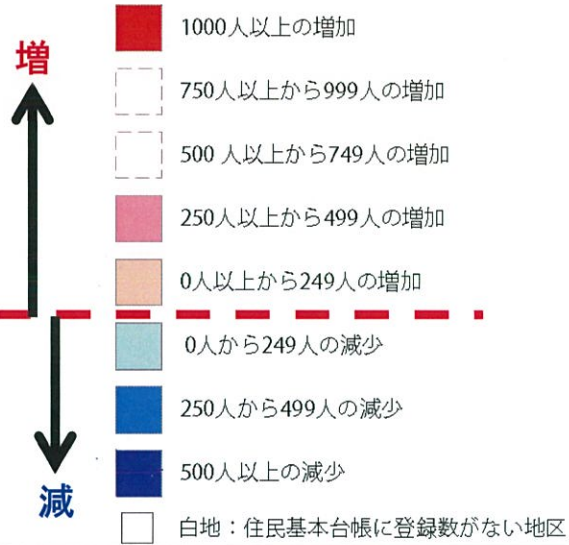 増
1000人以上の増加
750人以上から999人の増加
500 人以上から749人の増加
250人以上から499人の増加
0人以上から249人の増加
0人から249人の減少
250人から499人の減少
500人以上の減少
減
白地：住民基本台帳に登録数がない地区